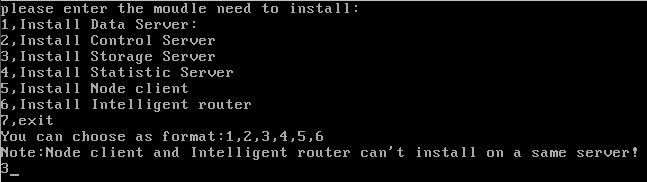 please enter the moudle need to install:
1,Install Data Server:
2,Install Control Server
3,Install Storage Server
4,Install Statistic Server
5,Install Node client
6,Install Intelligent router
7,exit
You can choose as format:1,2,3,4,5,6
Note:Node client and Intelligent router can't install on a same server!
3_